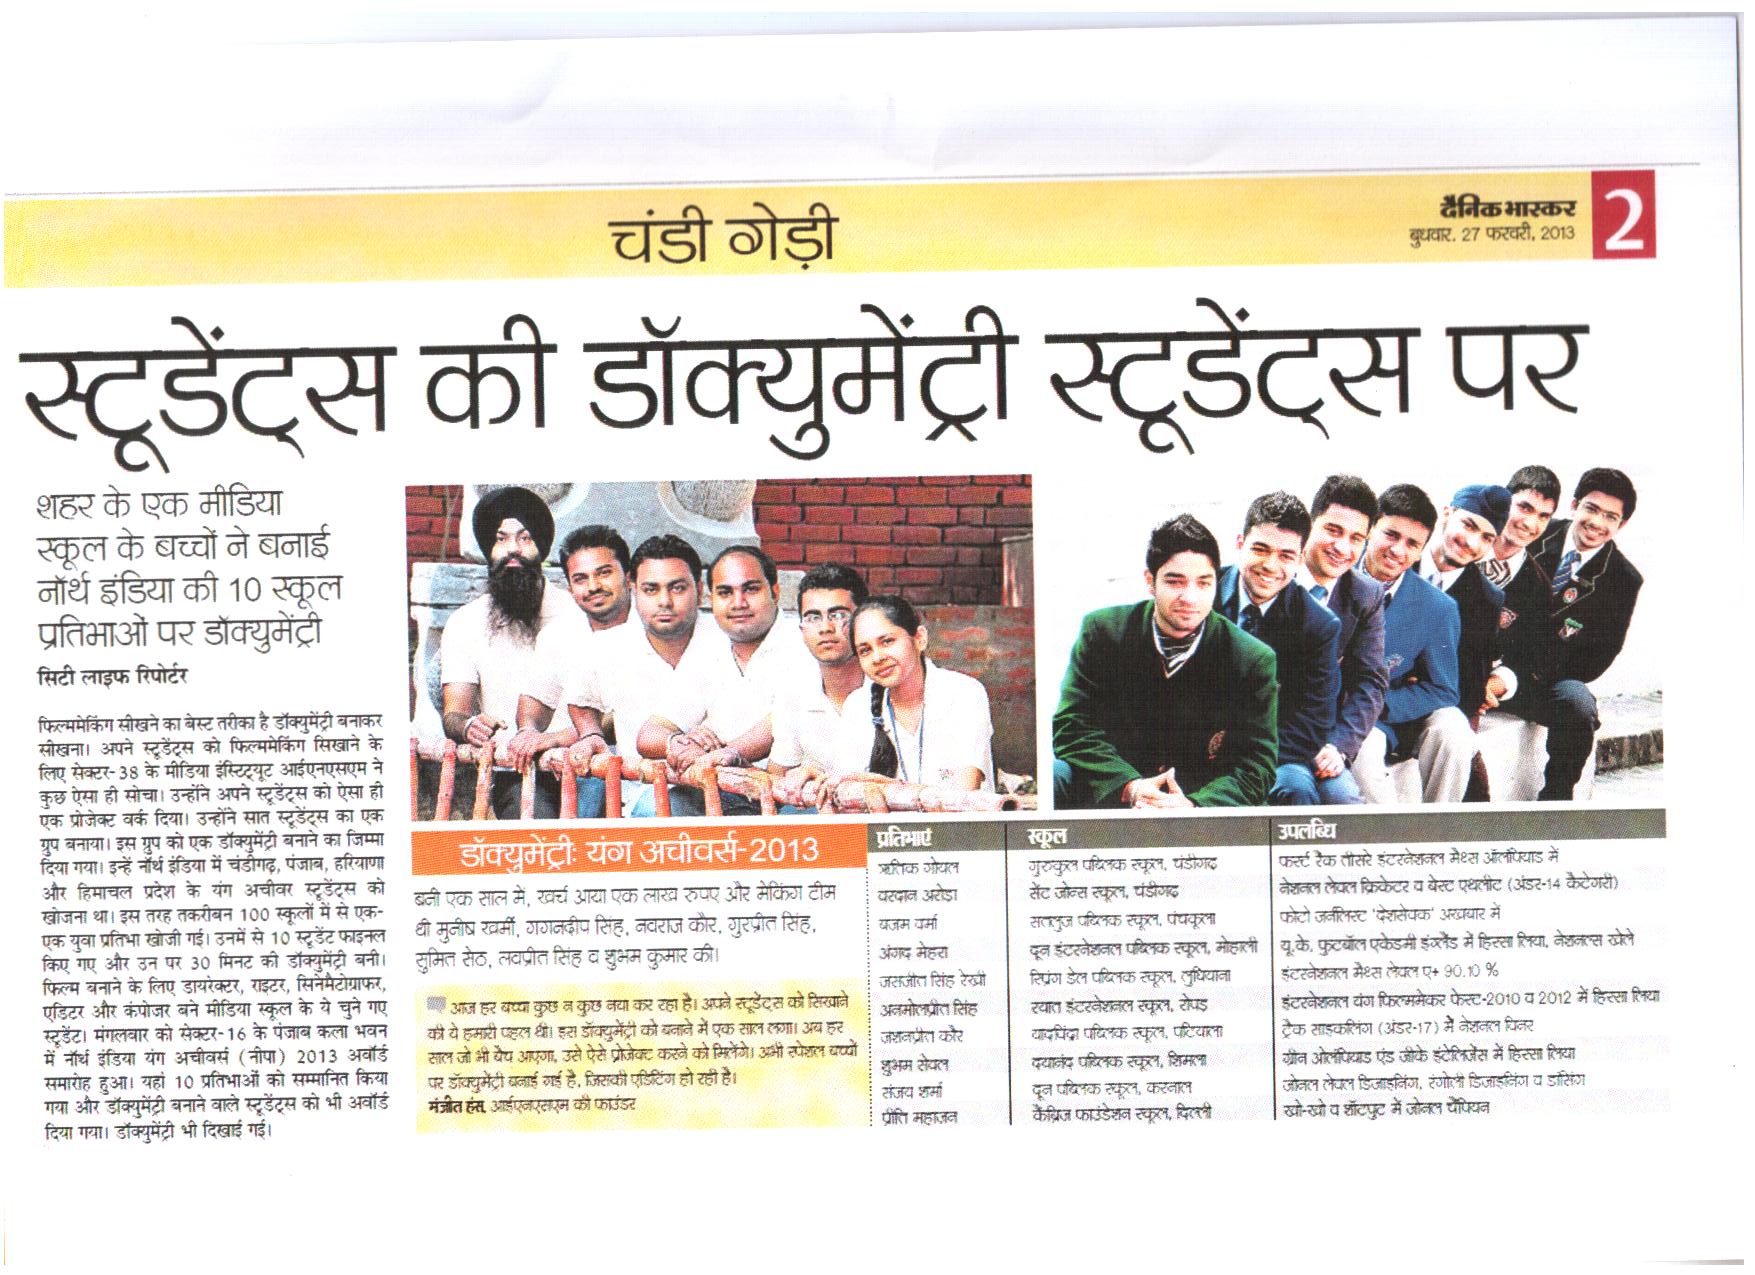 चंडी गेड़ी
दैनिक भास्कर
बुधवार. 27 फरवरी, 2013
2
स्टूडेंट्स की डॉक्युमेंट्री स्टूडेंट्स पर
शहर के एक मीडिया
स्कूल के बच्चों ने बनाई
नॉर्थ इंडिया की 10 स्कूल
प्रतिभाओं पर डॉक्युमेंट्री
सिटी लाइफ रिपोर्टर
फिल्ममेकिंग सीखने का बेस्ट तरीका है डॉक्युमेंट्री बनाकर
सीखना। अपने स्टूडेंट्स को फिल्ममेकिंग सिखाने के
लिए सेक्टर-38 के मीडिया इंस्टिट्यूट आईएनएसएम ने
कुछ ऐसा ही सोचा। उन्होंने अपने स्टूडेंट्स को ऐसा ही
एक प्रोजेक्ट वर्क दिया। उन्होंने सात स्टूडेंट्स का एक
ग्रुप बनाया। इस ग्रुप को एक डॉक्युमेंट्री बनाने का जिम्मा
दिया गया। इन्हें नॉर्थ इंडिया में चंडीगढ़, पंजाब, हरियाणा
और हिमाचल प्रदेश के यंग अचीवर स्टूडेंट्स को
खोजना था। इस तरह तकरीबन 100 स्कूलों में से एक-
एक युवा प्रतिभा खोजी गई। उनमें से 10 स्टूडेंट फाइनल
किए गए और उन पर 30 मिनट की डॉक्युमेंट्री बनी।
फिल्म बनाने के लिए डायरेक्टर, राइटर, सिनेमैटोग्राफर,
एडिटर और कंपोजर बने मीडिया स्कूल के ये चुने गए
स्टूडेंट। मंगलवार को सेक्टर-16 के पंजाब कला भवन
में नॉर्थ इंडिया यंग अचीवर्स (नीपा) 2013 अवॉर्ड
समारोह हुआ। यहां 10 प्रतिभाओं को सम्मानित किया
गया और डॉक्युमेंट्री बनाने वाले स्टूडेंट्स को भी अवॉर्ड
दिया गया। डॉक्युमेंट्री भी दिखाई गई।
डॉक्युमेंट्रीः यंग अचीवर्स-2013
बनी एक साल में, खर्च आया एक लाख रुपए और मेकिंग टीम
थी मुनीष खर्मी, गगनदीप सिंह, नवराज कौर, गुरप्रीत सिंह,
सुमित सेठ, लवप्रीत सिंह व शुभम कुमार की।
आज हर बच्चा कुछ न कुछ नया कर रहा है। अपने स्टूडेंट्स को सिखाने
की ये हमारी पहल थी। इस डॉक्युमेंट्री को बनाने में एक साल लगा। अब हर
साल जो भी बैच आएगा, उसे ऐसे प्रोजेक्ट करने को मिलेंगे। अभी स्पेशल बच्चों
पर डॉक्युमेंट्री बनाई गई है, जिसकी एडिटिंग हो रही है।
मंजीत हंस, आईएनएसएम की फाउंडर
प्रतिभाएं स्कूल उपलब्धि
ऋतिक गोयल गुरुकुल पब्लिक स्कूल, चंडीगढ़ फर्स्ट रैंक तीसरे इंटरनेशनल मैथ्स ऑलंपियाड में
वरदान अरोड़ा सेंट जोन्स स्कूल, चंडीगढ़ नेशनल लेवल क्रिकेटर व बेस्ट एथलीट (अंडर-14 कैटेगरी)
वर्मा सतलुज पब्लिक स्कूल, पंचकूला फोटो जर्नलिस्ट 'देशसेवक' अखबार में
अंगद मेहरा दून इंटरनेशनल पब्लिक स्कूल, मोहाली यू.के. फुटबॉल एकेडमी इंग्लैंड में हिस्सा लिया, नेशनल्स खेले
जसजीत सिंह रेखी स्प्रिंग डेल पब्लिक स्कूल, लुधियाना इंटरनेशनल मैथ्स लेवल ए+ 90.10 %
अनमोलप्रीत सिंह स्वात इंटरनेशनल स्कूल, रोपड़ इंटरनेशनल यंग फिल्ममेकर फेस्ट-2010 व 2012 में हिस्सा लिया
जशनप्रीत कौर यादविंद्रा पब्लिक स्कूल, पटियाला ट्रैक साइकलिंग (अंडर-17) में नेशनल विनर
शुभम सेवल दयानंद पब्लिक स्कूल, शिमला ग्रीन ओलंपियाड एंड जीके इंटेलिजेंस में हिस्सा लिया
संजय शर्मा दून पब्लिक स्कूल, करनाल जोनल लेवल डिजाइनिंग, रंगोली डिजाइनिंग व डांसिंग
प्रीति महाजन कैंब्रिज फाउंडेशन स्कूल, दिल्ली खो-खो व शॉटपुट में जोनल चैंपियन